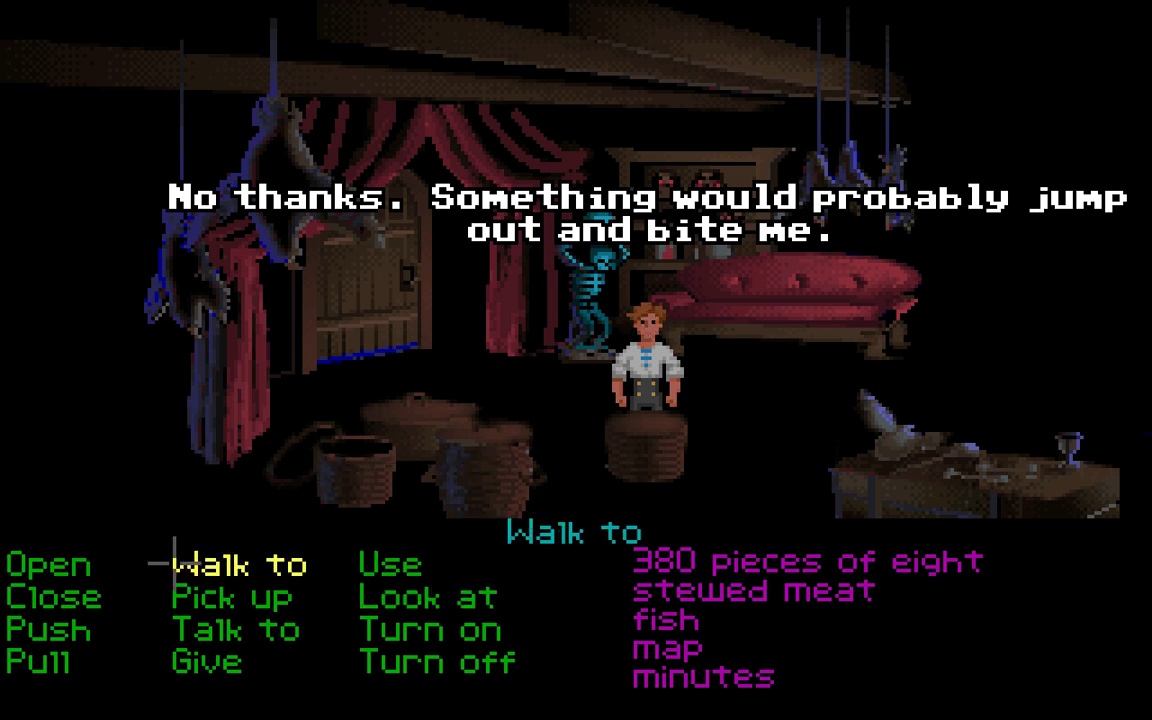 No thanks. Something would probably jump
out and bite me.
Walk to
Open Walk to Use 380 pieces of eight
Close Pick up Look at stewed meat
Push Talk to Turn on fish
Pull Give Turn off map
minutes